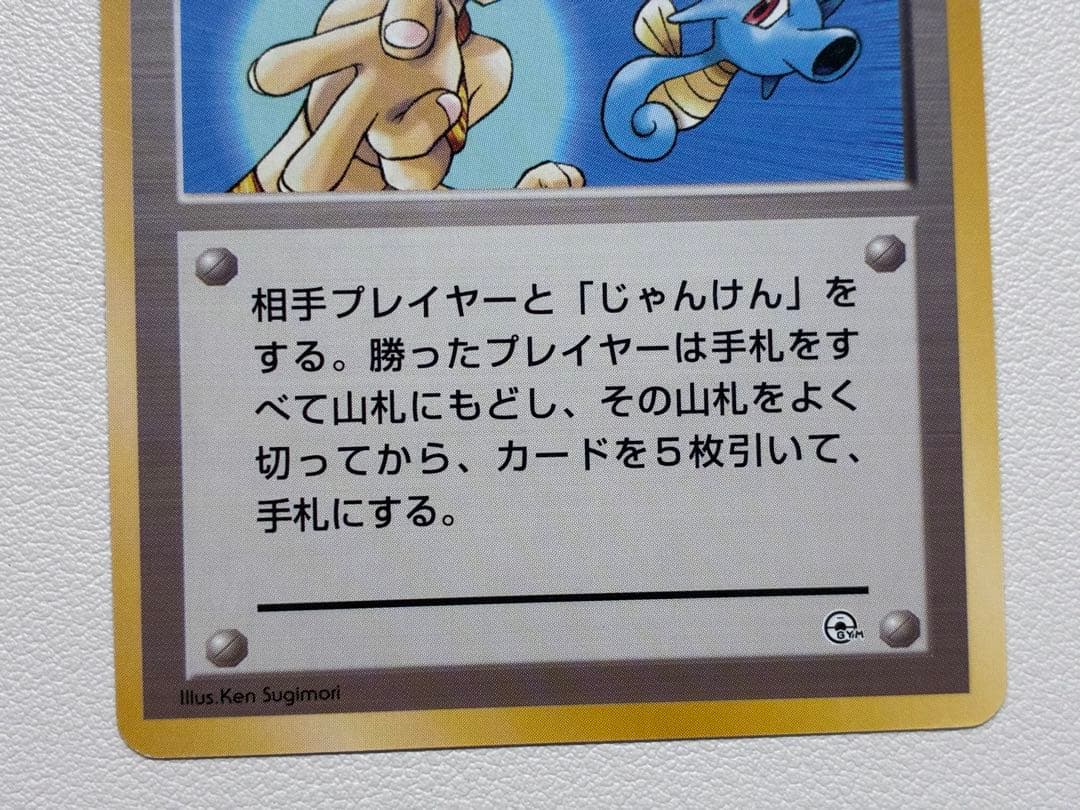 相手プレイヤーと「じゃんけん」を
する。勝ったプレイヤーは手札をす
べて山札にもどし、その山札をよく
切ってから、カードを5枚引いて、
手札にする。
GYM
Illus.Ken Sugimori